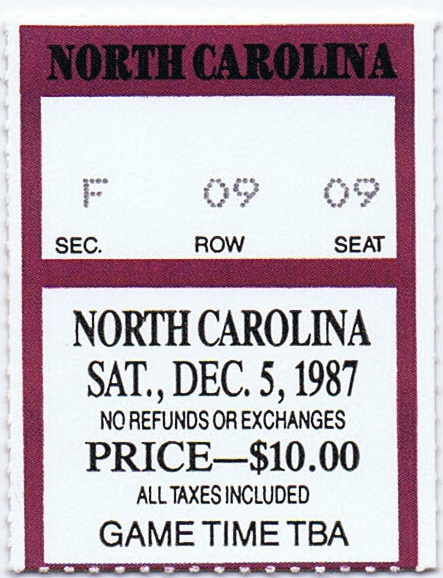 NORTH CAROLINA
F 09 09
SEC. ROW SEAT
NORTH CAROLINA
SAT., DEC. 5, 1987
NO REFUNDS OR EXCHANGES
PRICE—$10.00
ALL TAXES INCLUDED
GAME TIME TBA